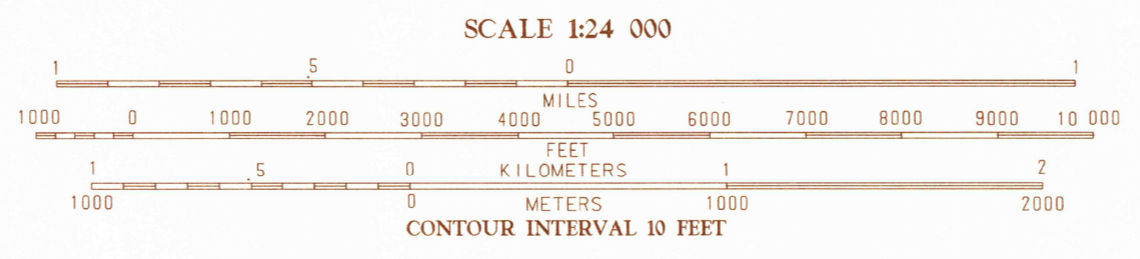 SCALE 1:24 000
1 .5 0 1
MILES
1000 0 1000 2000 3000 4000 5000 6000 7000 8000 9000 10 000
FEET
KILOMETERS
1 .5 0 1 2
1000 0 METERS 1000 2000
CONTOUR INTERVAL 10 FEET